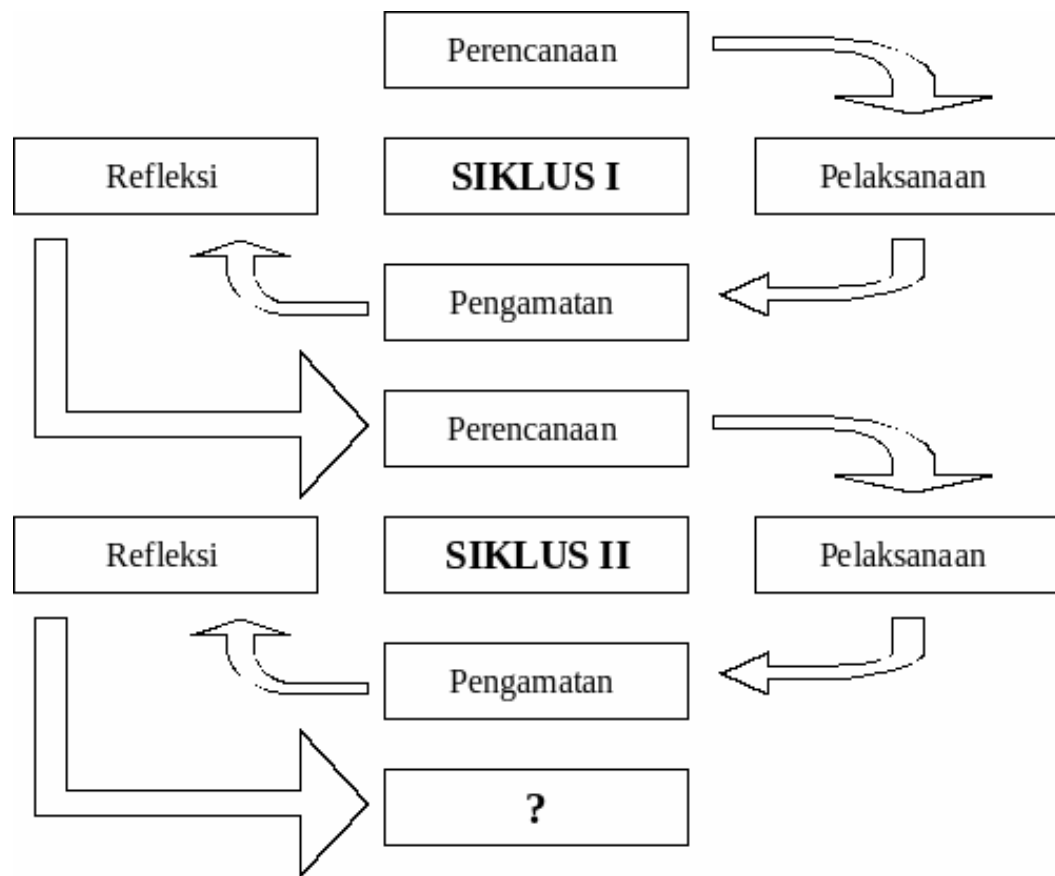 Perencanaan
Refleksi
SIKLUS I
Pelaksanaan
Pengamatan
Perencanaan
Refleksi
SIKLUS II
Pelaksanaan
Pengamatan
?